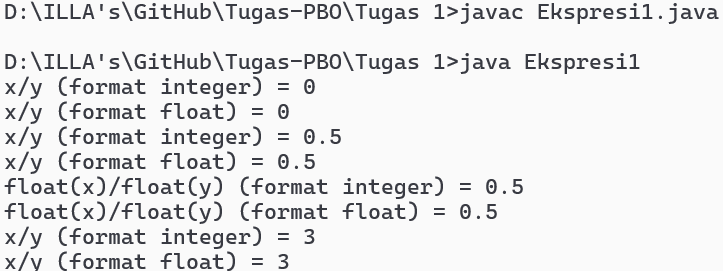 D:\ILLA's\GitHub\Tugas-PBO\Tugas 1>javac Ekspresi1.java
D:\ILLA's\GitHub\Tugas-PBO\Tugas 1>java Ekspresi1
x/y (format integer) = 0
x/y (format float) = 0
x/y (format integer) = 0.5
x/y (format float) = 0.5
float(x)/float(y) (format integer) = 0.5
float(x)/float(y) (format float) = 0.5
x/y (format integer) = 3
x/y (format float) = 3